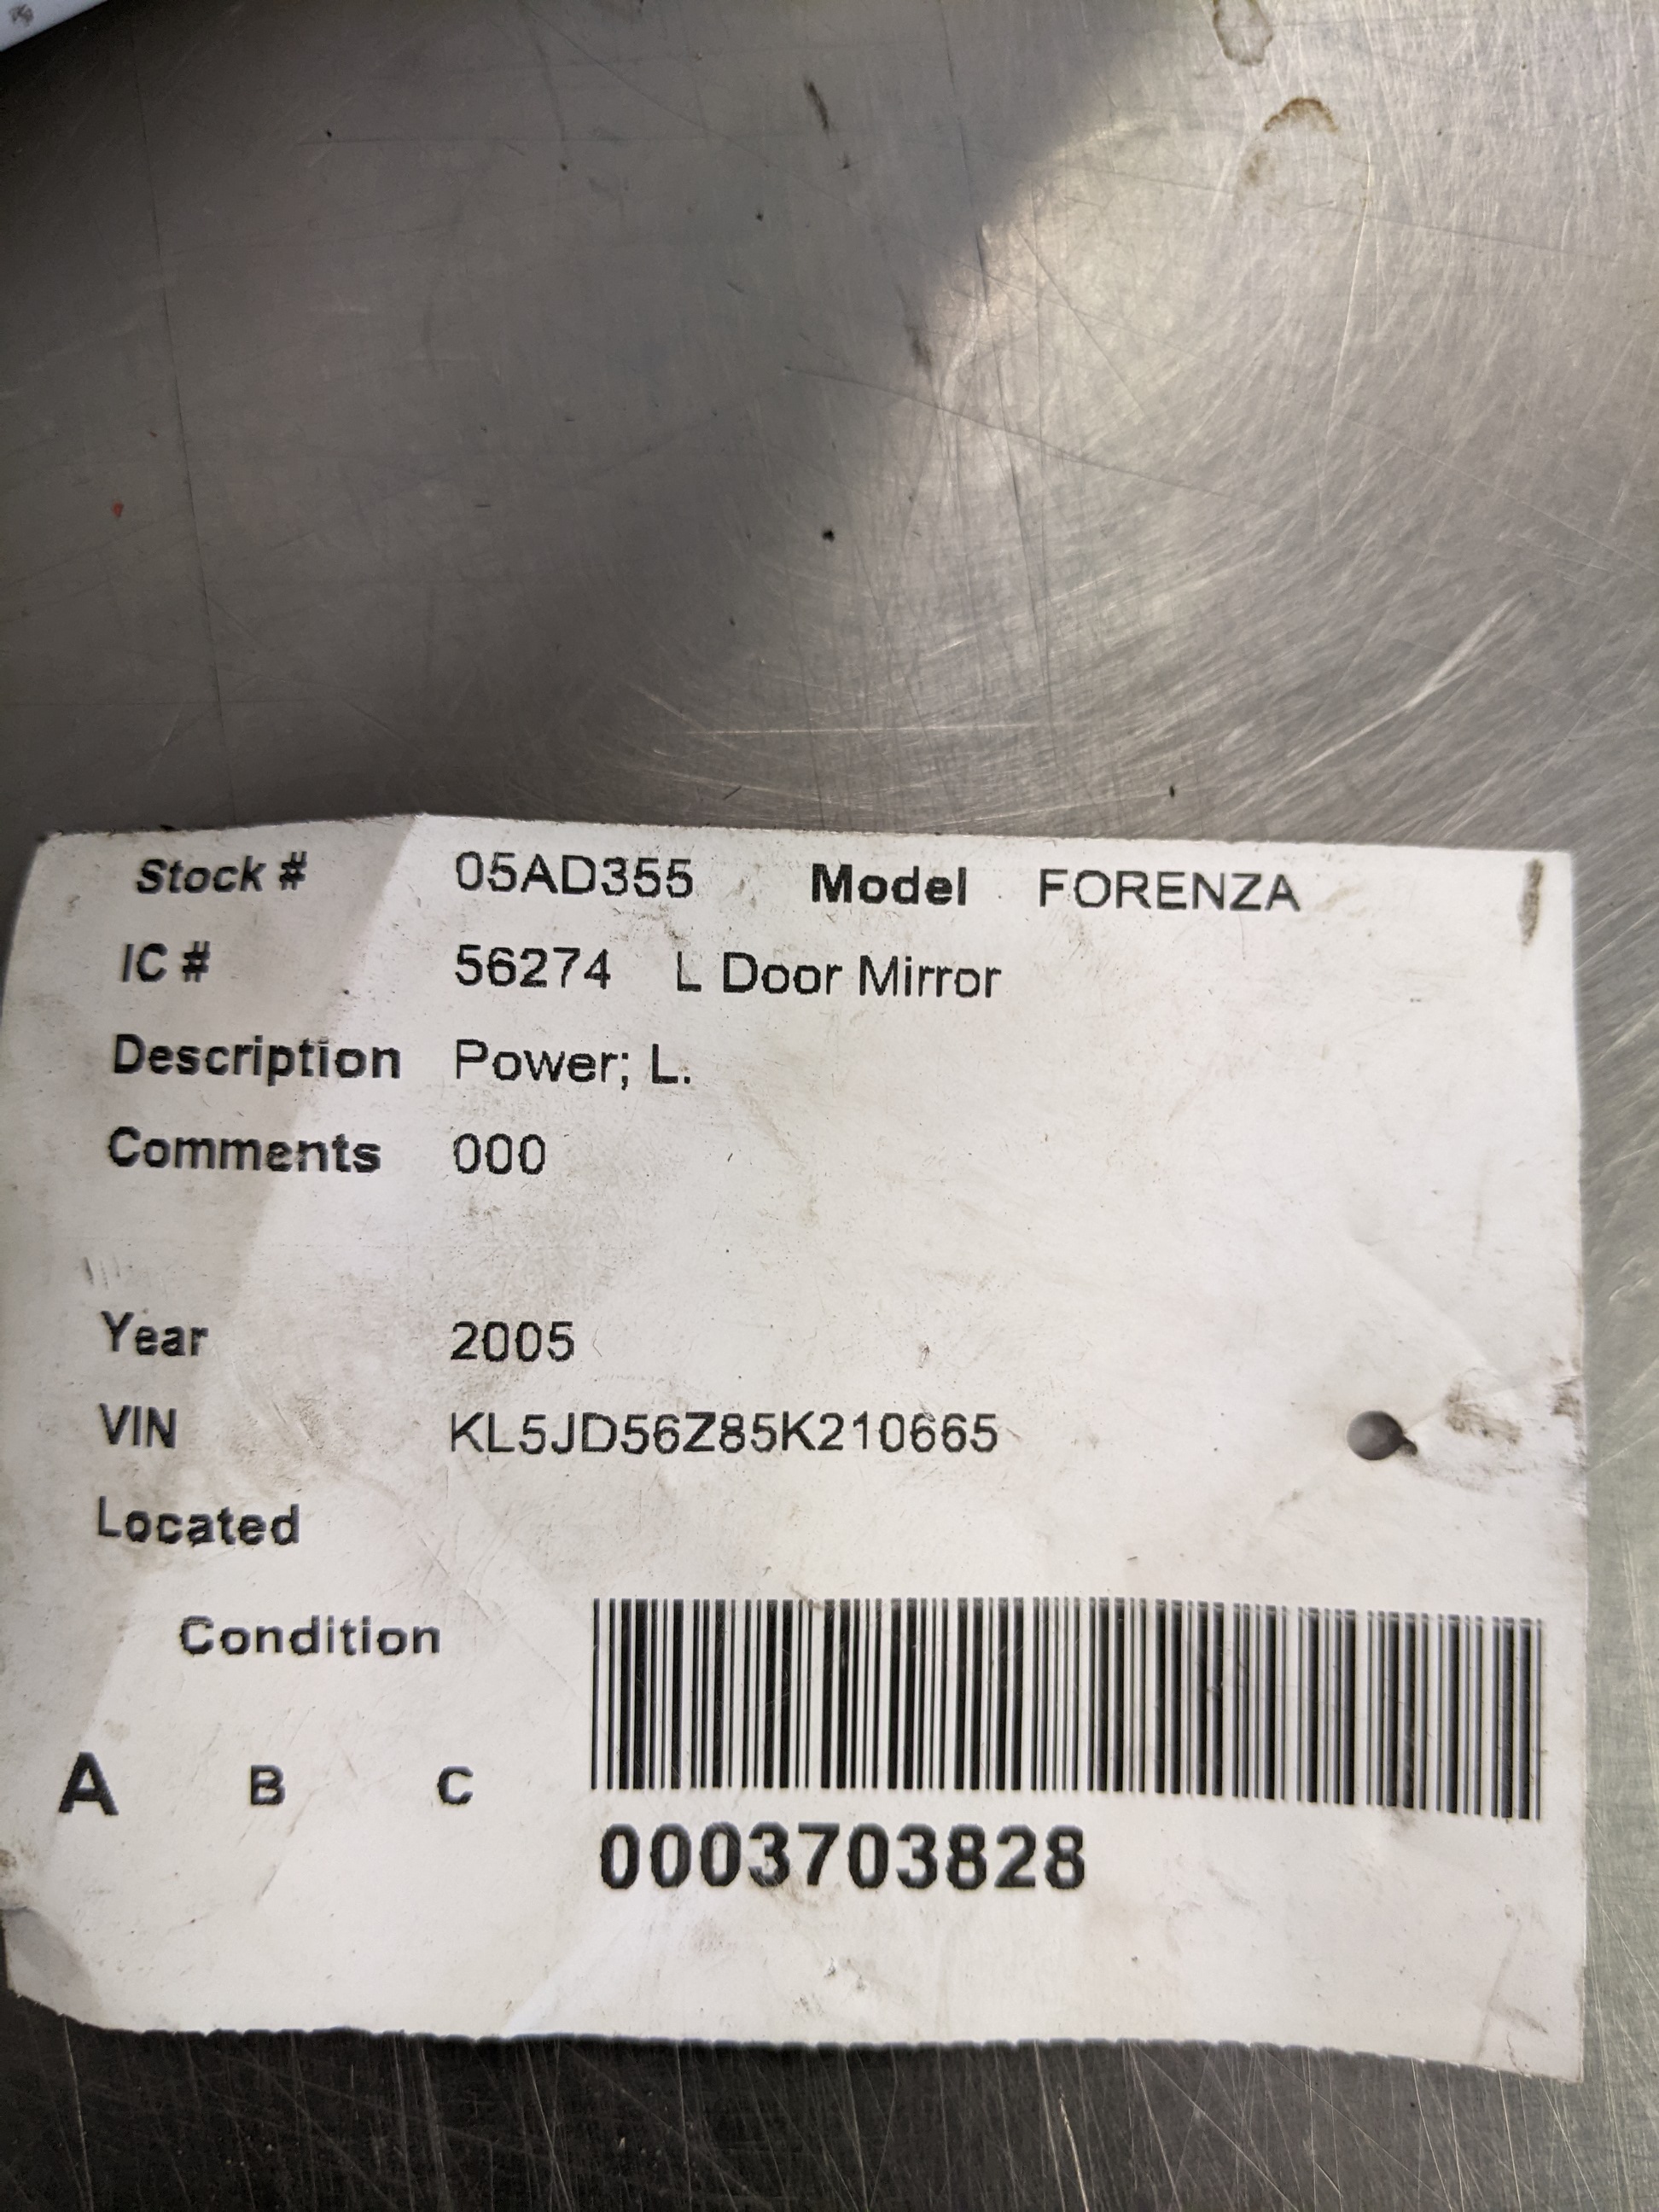 Stock # 05AD355 Model FORENZA
IC # 56274 L Door Mirror
Description Power; L.
Comments 000
Year 2005
VIN KL5JD56Z85K210665
Located
Condition
A B C
0003703828